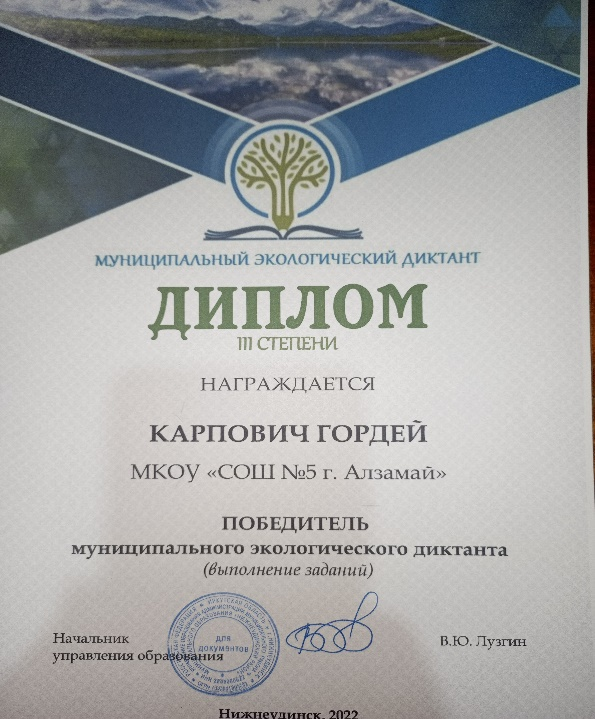 МУНИЦИПАЛЬНЫЙ ЭКОЛОГИЧЕСКИЙ ДИКТАНТ
ДИПЛОМ
III СТЕПЕНИ
НАГРАЖДАЕТСЯ
КАРПОВИЧ ГОРДЕЙ
МКОУ «СОШ №5 г. Алзамай»
ПОБЕДИТЕЛЬ
муниципального экологического диктанта
(выполнение заданий)
Начальник
управления образования
для
документов
В.Ю. Лузгин
Нижнеудинск, 2022